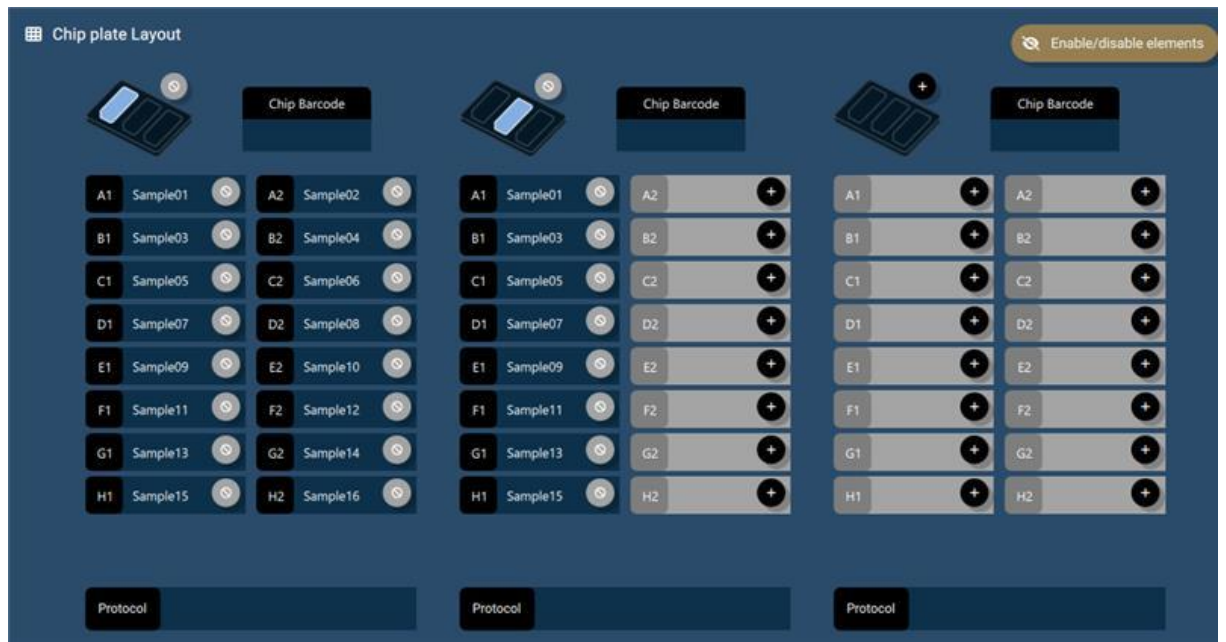 Chip plate Layout
Enable/disable elements
Chip Barcode
Chip Barcode
Chip Barcode
A1 Sample01 A2 Sample02 A1 Sample01 A2 A1 A2
B1 Sample03 B2 Sample04 B1 Sample03 B2 B1 B2
C1 Sample05 C2 Sample06 C1 Sample05 C2 C1 C2
D1 Sample07 D2 Sample08 D1 Sample07 D2 D1 D2
E1 Sample09 E2 Sample10 E1 Sample09 E2 E1 E2
F1 Sample11 F2 Sample12 F1 Sample11 F2 F1 F2
G1 Sample13 G2 Sample14 G1 Sample13 G2 G1 G2
H1 Sample15 H2 Sample16 H1 Sample15 H2 H1 H2
Protocol Protocol Protocol